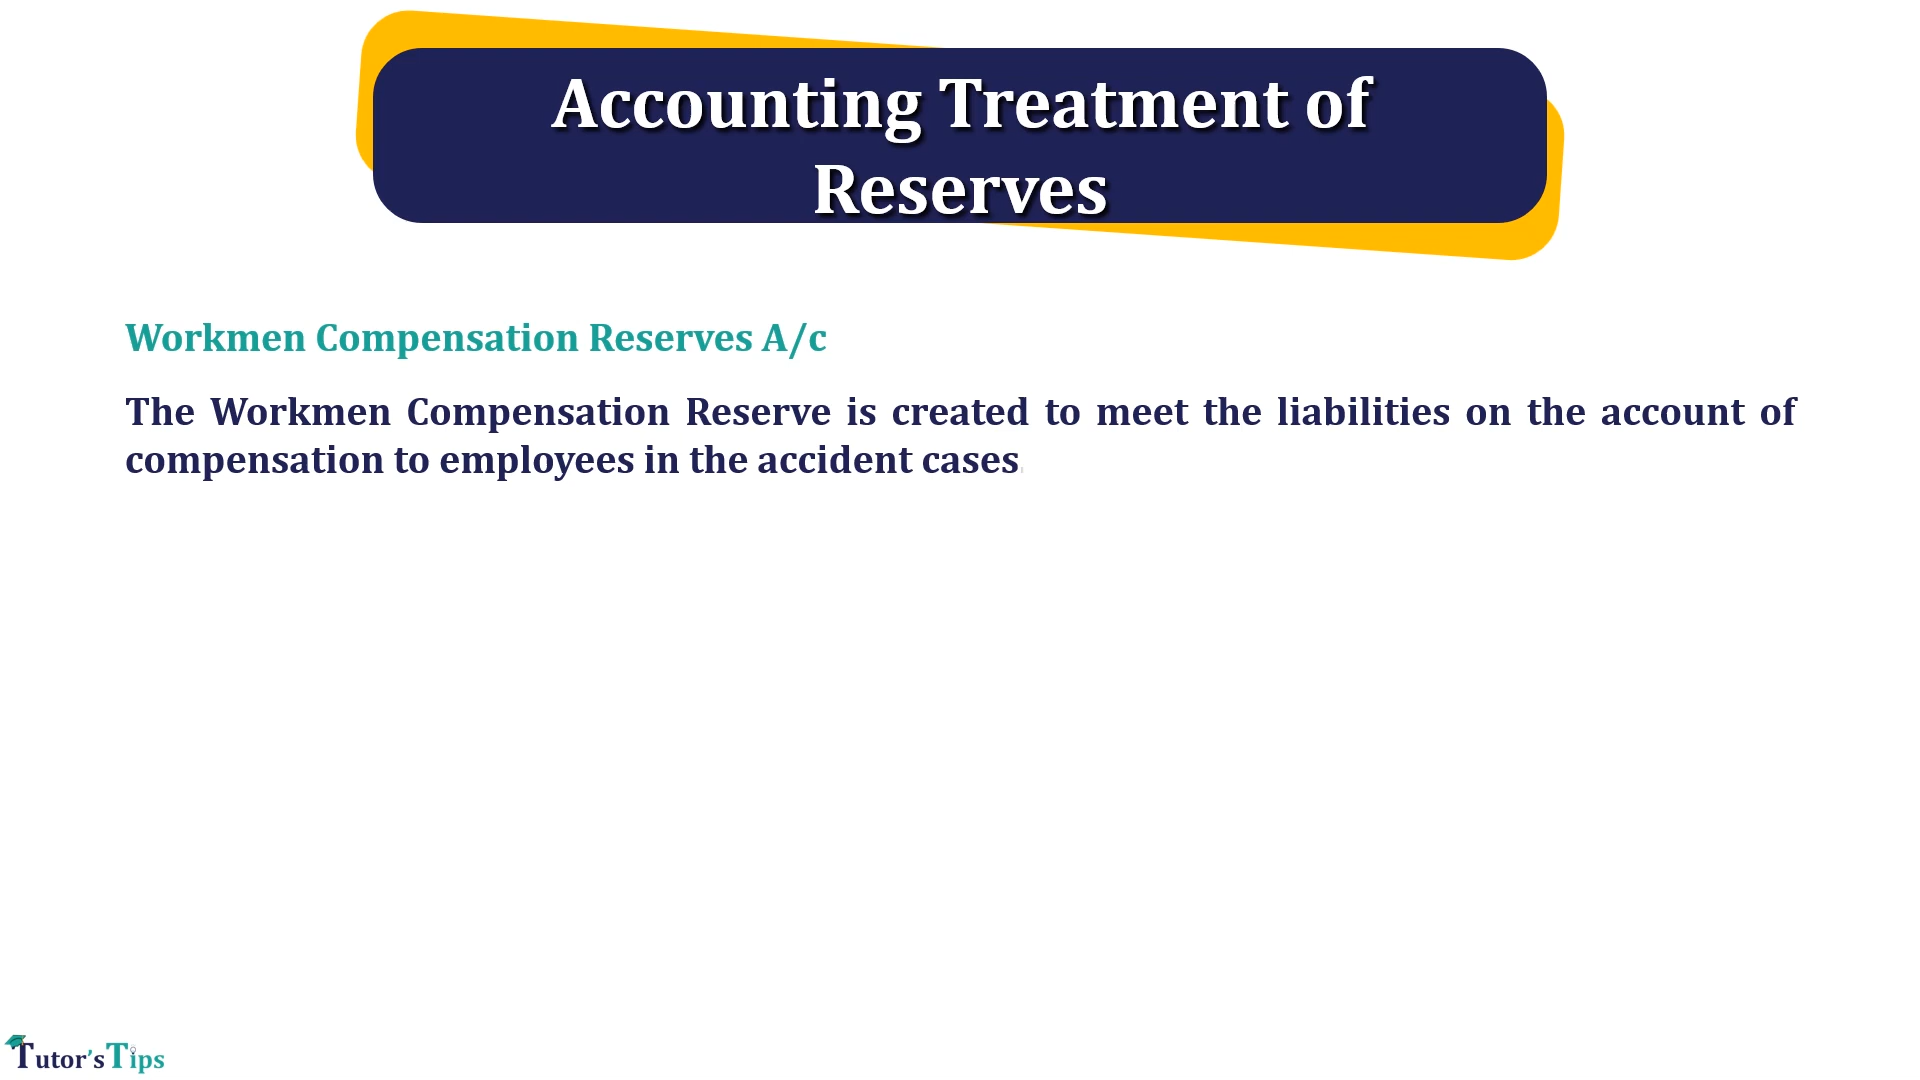 Accounting Treatment of
Reserves
Workmen Compensation Reserves A/c
The Workmen Compensation Reserve is created to meet the liabilities on the account of
compensation to employees in the accident cases.
Tutor'sTips